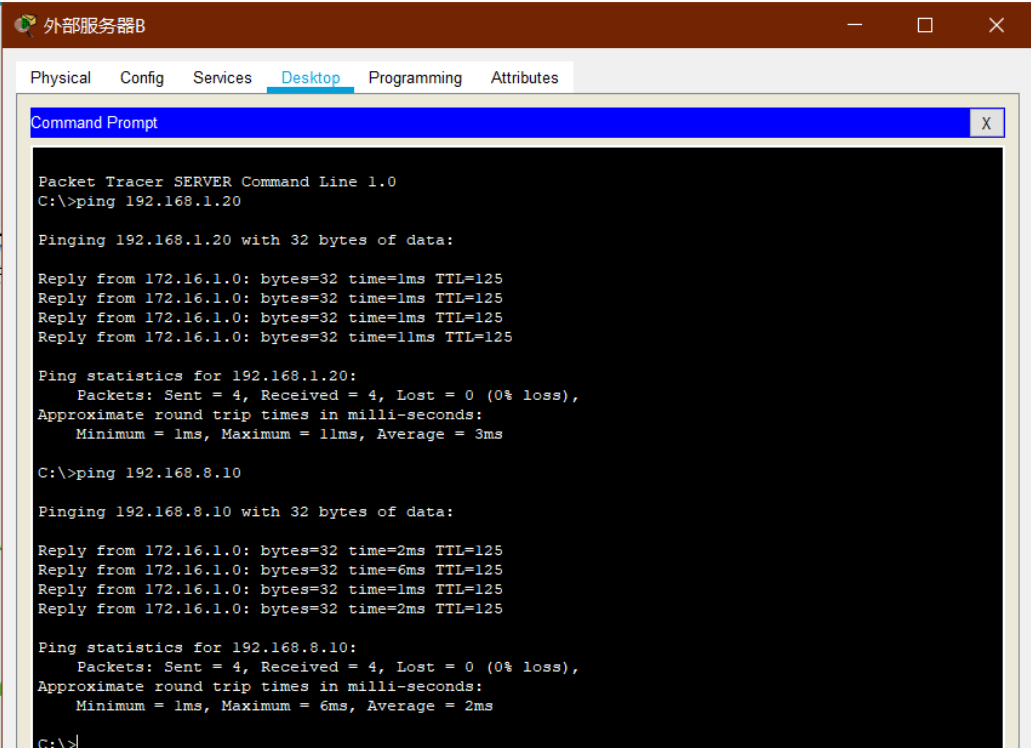 外部服务器B
Physical Config Services Desktop Programming Attributes
Command Prompt X
Packet Tracer SERVER Command Line 1.0
C:\>ping 192.168.1.20
Pinging 192.168.1.20 with 32 bytes of data:
Reply from 172.16.1.0: bytes=32 time=1ms TTL=125
Reply from 172.16.1.0: bytes=32 time=1ms TTL=125
Reply from 172.16.1.0: bytes=32 time=1ms TTL=125
Reply from 172.16.1.0: bytes=32 time=11ms TTL=125
Ping statistics for 192.168.1.20:
Packets: Sent = 4, Received = 4, Lost = 0 (0% loss),
Approximate round trip times in milli-seconds:
Minimum = 1ms, Maximum = 11ms, Average = 3ms
C:\>ping 192.168.8.10
Pinging 192.168.8.10 with 32 bytes of data:
Reply from 172.16.1.0: bytes=32 time=2ms TTL=125
Reply from 172.16.1.0: bytes=32 time=6ms TTL=125
Reply from 172.16.1.0: bytes=32 time=1ms TTL=125
Reply from 172.16.1.0: bytes=32 time=2ms TTL=125
Ping statistics for 192.168.8.10:
Packets: Sent = 4, Received = 4, Lost = 0 (0% loss),
Approximate round trip times in milli-seconds:
Minimum = 1ms, Maximum = 6ms, Average = 2ms
C:\>